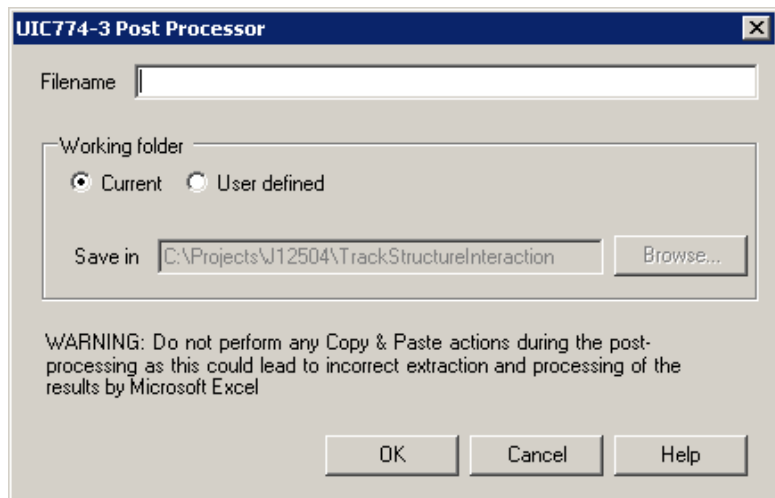 UIC774-3 Post Processor
Filename
Working folder
Current User defined
Save in C:\Projects\J12504\TrackStructureInteraction Browse...
WARNING: Do not perform any Copy & Paste actions during the post-
processing as this could lead to incorrect extraction and processing of the
results by Microsoft Excel
OK Cancel Help